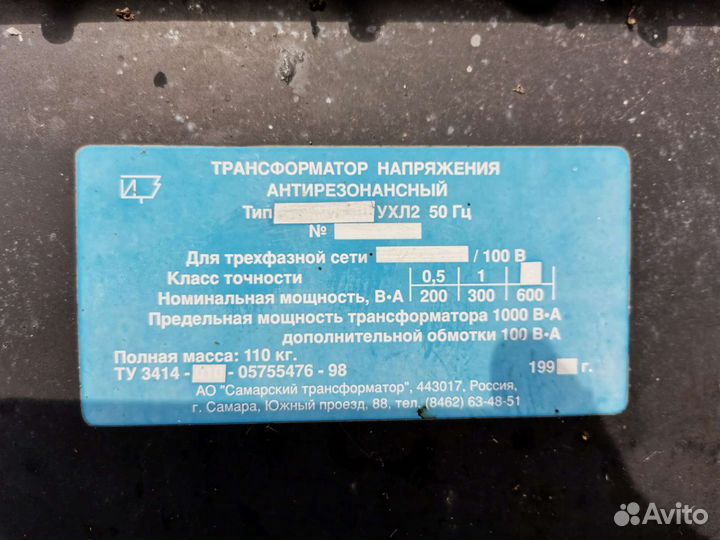 ТРАНСФОРМАТОР НАПРЯЖЕНИЯ
АНТИРЕЗОНАНСНЫЙ
Тип УХЛ2 50 Гц
№
Для трехфазной сети / 100 В
Класс точности 0,5 1
Номинальная мощность, В•А 200 300 600
Предельная мощность трансформатора 1000 В•А
дополнительной обмотки 100 В•А
Полная масса: 110 кг.
ТУ 3414 - - 05755476 - 98 199 г.
АО "Самарский трансформатор", 443017, Россия,
г. Самара, Южный проезд, 88, тел. (8462) 63-48-51
Avito